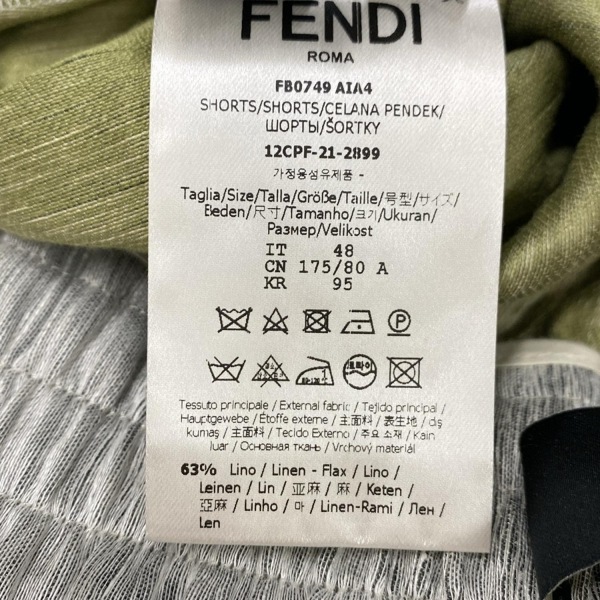 FENDI
ROMA
FB0749 AIA4
SHORTS/SHORTS/CELANA PENDEK/
ШОРТЫ/ŠORTKY
12CPF-21-2899
가정용섬유제품 -
Taglia/Size/Talla/Größe/Taille/号型/サイズ/
Beden/尺寸/Tamanho/크기/Ukuran/
Размер/Velikost
IT 48
CN 175/80 A
KR 95
P
드라이
Tessuto principale / External fabric / Tejido principal /
Hauptgewebe / Étoffe externe / 主面料 / 表生地 / dış
kumaş / 主面料 / Tecido Externo / 주요 소재 / Kain
luar / Основная ткань / Vrchový materiál
63% Lino / Linen - Flax / Lino /
Leinen / Lin / 亚麻 / 麻 / Keten /
亞麻 / Linho / 마 / Linen-Rami / Лен /
Len